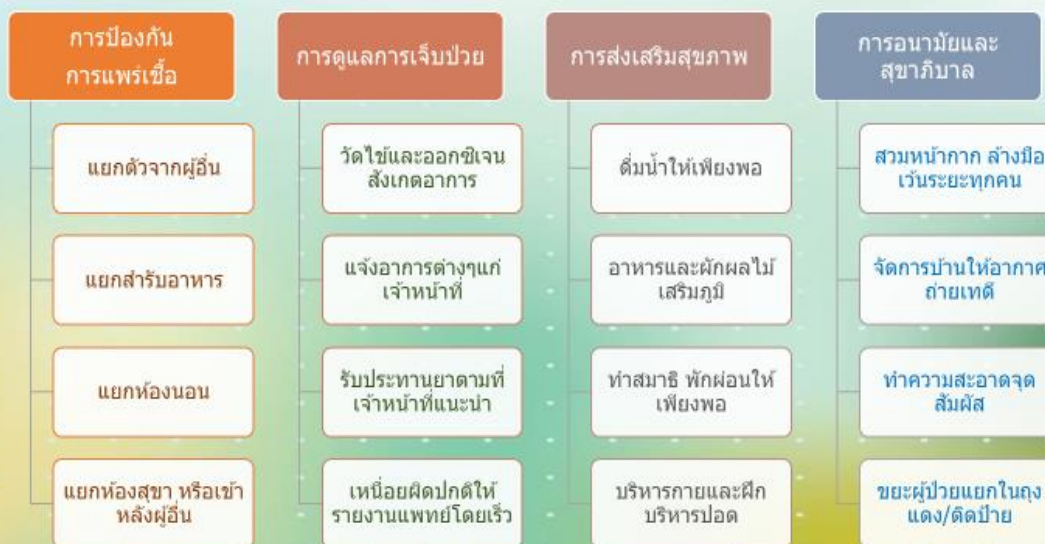 การป้องกัน
การแพร่เชื้อ
แยกตัวจากผู้อื่น
แยกสำรับอาหาร
แยกห้องนอน
แยกห้องสุขา หรือเข้า
หลังผู้อื่น
การดูแลการเจ็บป่วย
วัดไข้และออกซิเจน
สังเกตอาการ
แจ้งอาการต่างๆแก่
เจ้าหน้าที่
รับประทานยาตามที่
เจ้าหน้าที่แนะนำ
เหนื่อยผิดปกติให้
รายงานแพทย์โดยเร็ว
การส่งเสริมสุขภาพ
ดื่มน้ำให้เพียงพอ
อาหารและผักผลไม้
เสริมภูมิ
ทำสมาธิ พักผ่อนให้
เพียงพอ
บริหารกายและฝึก
บริหารปอด
การอนามัยและ
สุขาภิบาล
สวมหน้ากาก ล้างมือ
เว้นระยะทุกคน
จัดการบ้านให้อากาศ
ถ่ายเทดี
ทำความสะอาดจุด
สัมผัส
ขยะผู้ป่วยแยกในถุง
แดง/ติดป้าย